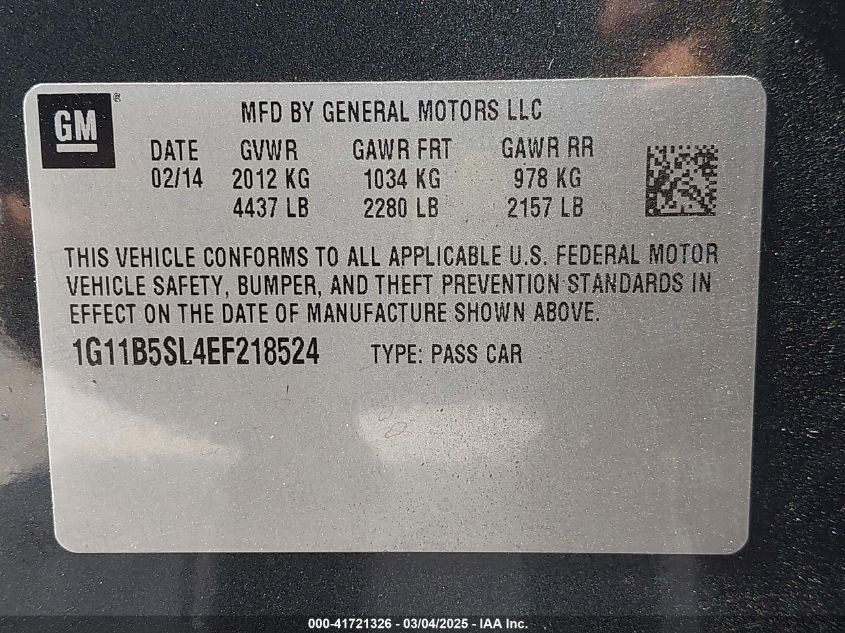 GM®
MFD BY GENERAL MOTORS LLC
DATE GVWR GAWR FRT GAWR RR
02/14 2012 KG 1034 KG 978 KG
4437 LB 2280 LB 2157 LB
THIS VEHICLE CONFORMS TO ALL APPLICABLE U.S. FEDERAL MOTOR
VEHICLE SAFETY, BUMPER, AND THEFT PREVENTION STANDARDS IN
EFFECT ON THE DATE OF MANUFACTURE SHOWN ABOVE.
1G11B5SL4EF218524 TYPE: PASS CAR
000-41721326 - 03/04/2025 - IAA Inc.